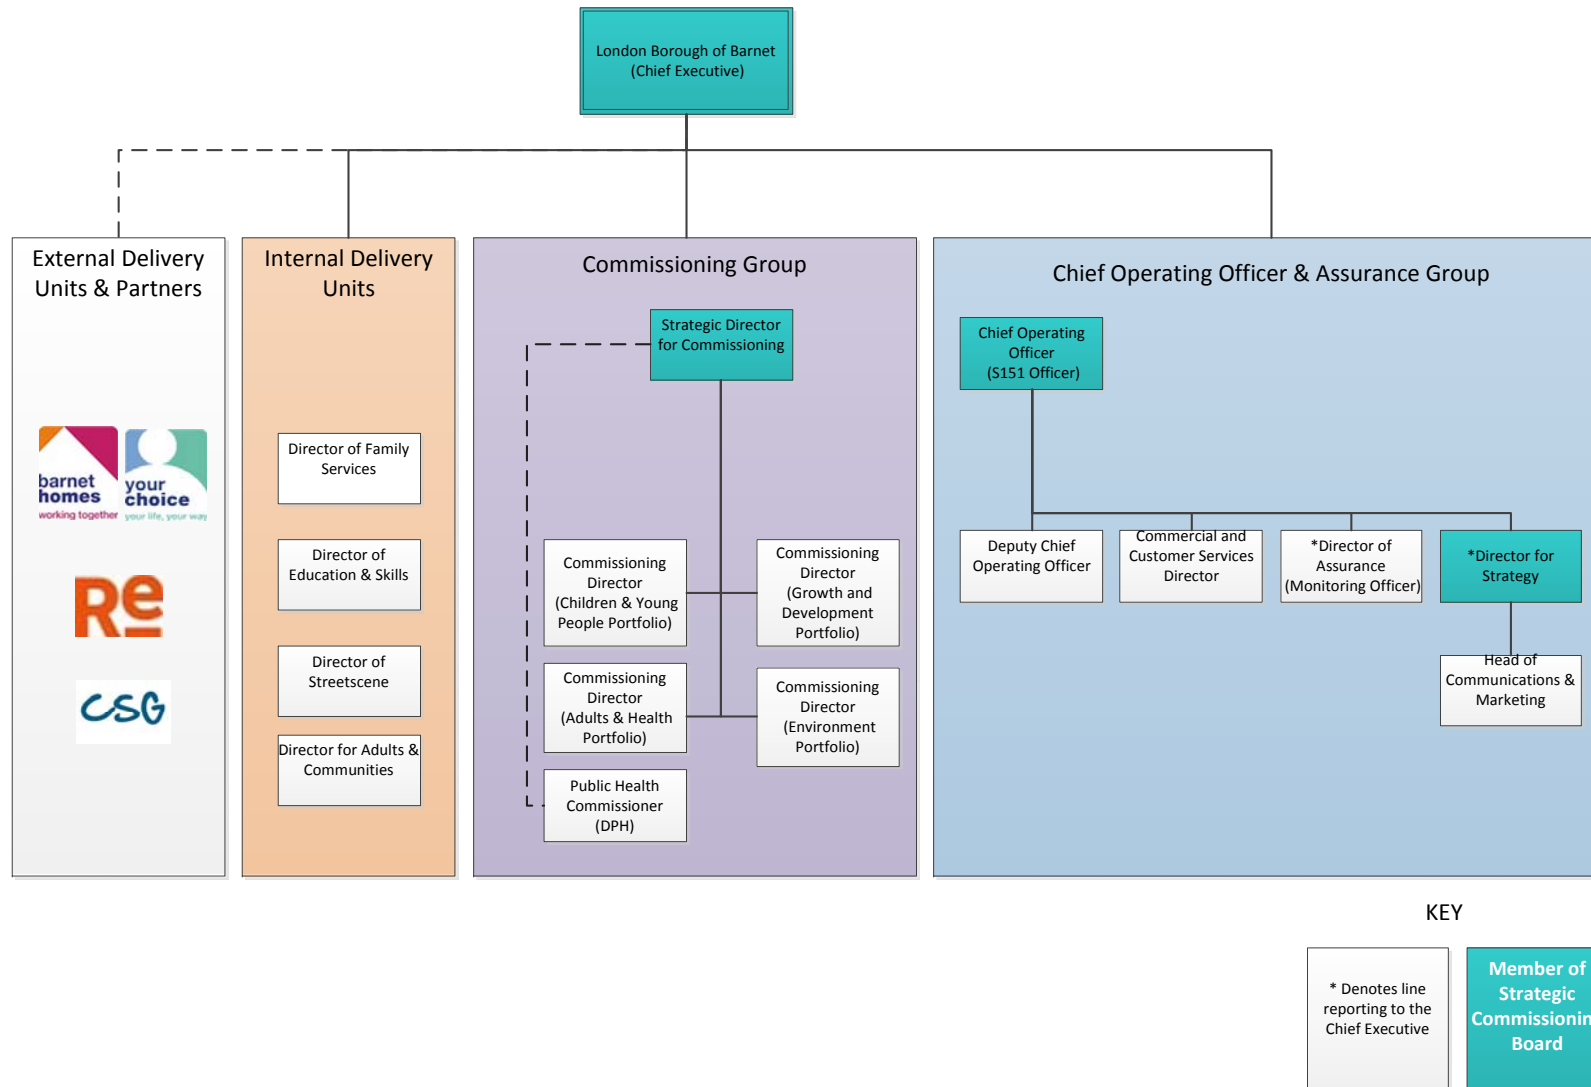 London Borough of Barnet
(Chief Executive)
External Delivery
Units & Partners
barnet
homes
working together
your
choice
your life, your way
Re
CSG
Internal Delivery
Units
Director of Family
Services
Director of
Education & Skills
Director of
Streetscene
Director for Adults &
Communities
Commissioning Group
Strategic Director
for Commissioning
Commissioning
Director
(Children & Young
People Portfolio)
Commissioning
Director
(Growth and
Development
Portfolio)
Commissioning
Director
(Adults & Health
Portfolio)
Commissioning
Director
(Environment
Portfolio)
Public Health
Commissioner
(DPH)
Chief Operating Officer & Assurance Group
Chief Operating
Officer
(S151 Officer)
Deputy Chief
Operating Officer
Commercial and
Customer Services
Director
*Director of
Assurance
(Monitoring Officer)
*Director for
Strategy
Head of
Communications &
Marketing
KEY
* Denotes line
reporting to the
Chief Executive
Member of
Strategic
Commissionin
Board